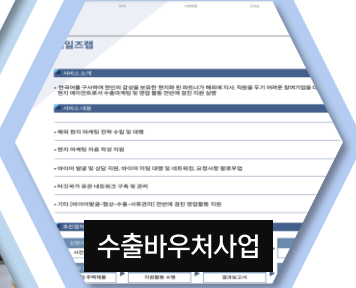 일즈랩
서비스 소개
- 한국어를 구사하며 한인의 감성을 보유한 현지화 된 파트너가 해외에 지사, 직원을 두기 어려운 참여기업을
현지 에이전트로서 수출마케팅 및 영업 활동 전반에 걸친 지원 실행
서비스 내용
- 해외 현지 마케팅 전략 수립 및 대행
- 현지 마케팅 자료 작성 지원
- 바이어 발굴 및 상담 지원, 바이어 미팅 대행 및 네트워킹, 요청사항 팔로우업
- 타깃국가 유관 네트워크 구축 및 관리
- 기타 [바이어발굴-협상-수출-사후관리] 전반에 걸친 영업활동 지원
추진절차
수출바우처사업
지원활동 수행
결과보고서